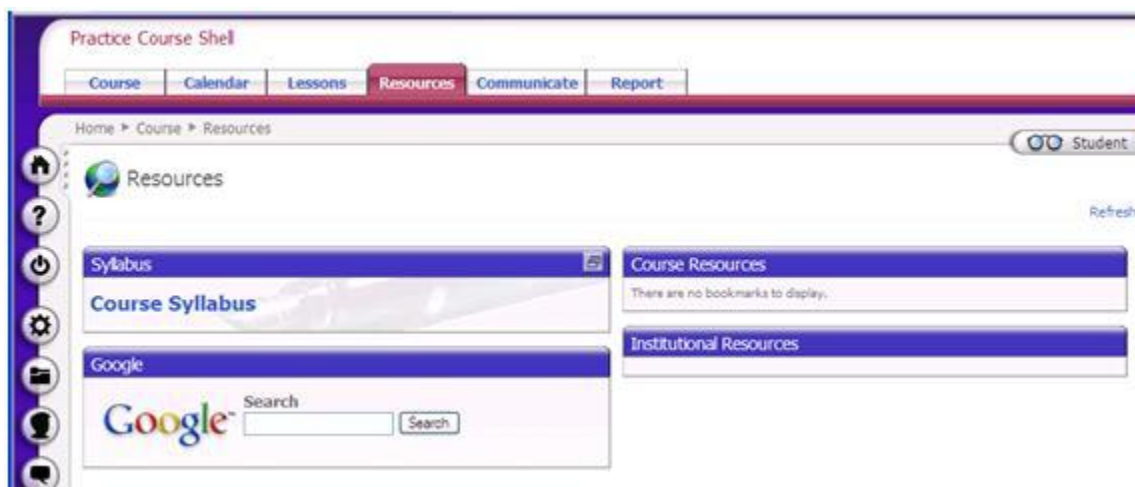 Practice Course Shell
Course Calendar Lessons Resources Communicate Report
Home ▶ Course ▶ Resources
Student
Resources
Refresh
Syllabus
Course Syllabus
Google
Google™ Search
Search
Course Resources
There are no bookmarks to display.
Institutional Resources